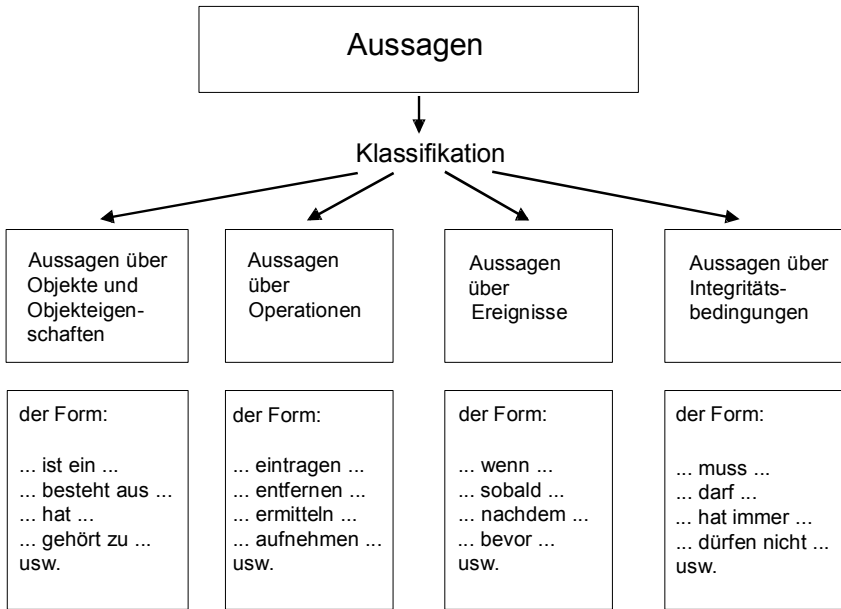 Aussagen
Klassifikation
Aussagen über
Objekte und
Objekteigen-
schaften
Aussagen
über
Operationen
Aussagen
über
Ereignisse
Aussagen über
Integritäts-
bedingungen
der Form:
... ist ein ...
... besteht aus ...
... hat ...
... gehört zu ...
usw.
der Form:
... eintragen ...
... entfernen ...
... ermitteln ...
... aufnehmen ...
usw.
der Form:
... wenn ...
... sobald ...
... nachdem ...
... bevor ...
usw.
der Form:
... muss ...
... darf ...
... hat immer ...
... dürfen nicht ...
usw.